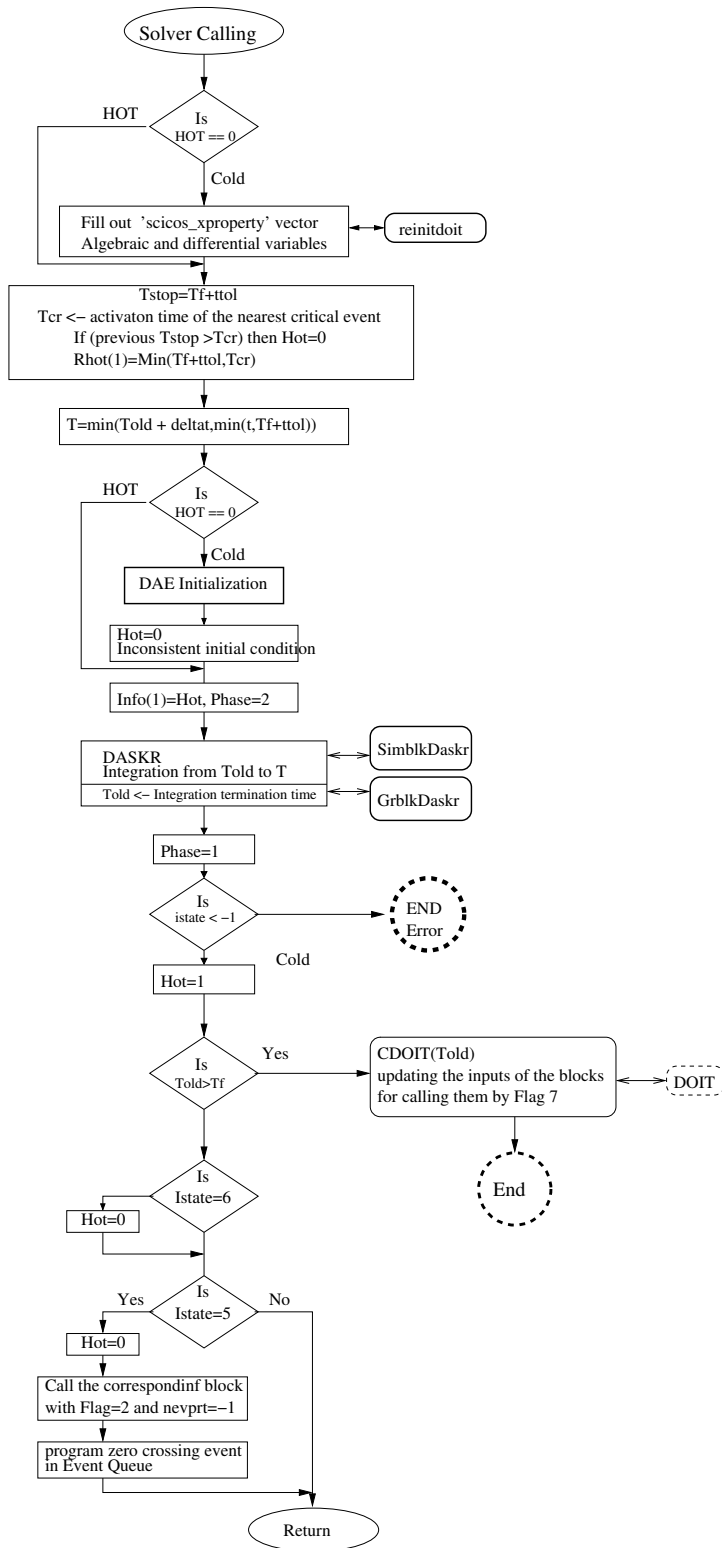 Solver Calling
Is
HOT == 0
HOT
Cold
Fill out 'scicos_xproperty' vector
Algebraic and differential variables
reinitdoit
Tstop=Tf+ttol
Tcr <− activaton time of the nearest critical event
If (previous Tstop >Tcr) then Hot=0
Rhot(1)=Min(Tf+ttol,Tcr)
T=min(Told + deltat,min(t,Tf+ttol))
Is
HOT == 0
HOT
Cold
DAE Initialization
Hot=0
Inconsistent initial condition
Info(1)=Hot, Phase=2
DASKR
Integration from Told to T
Told <− Integration termination time
SimblkDaskr
GrblkDaskr
Phase=1
Is
istate < −1
END
Error
Cold
Hot=1
Is
Told>Tf
Yes
CDOIT(Told)
updating the inputs of the blocks
for calling them by Flag 7
DOIT
End
Is
Istate=6
Hot=0
Is
Istate=5
Yes
No
Hot=0
Call the correspondinf block
with Flag=2 and nevprt=−1
program zero crossing event
in Event Queue
Return